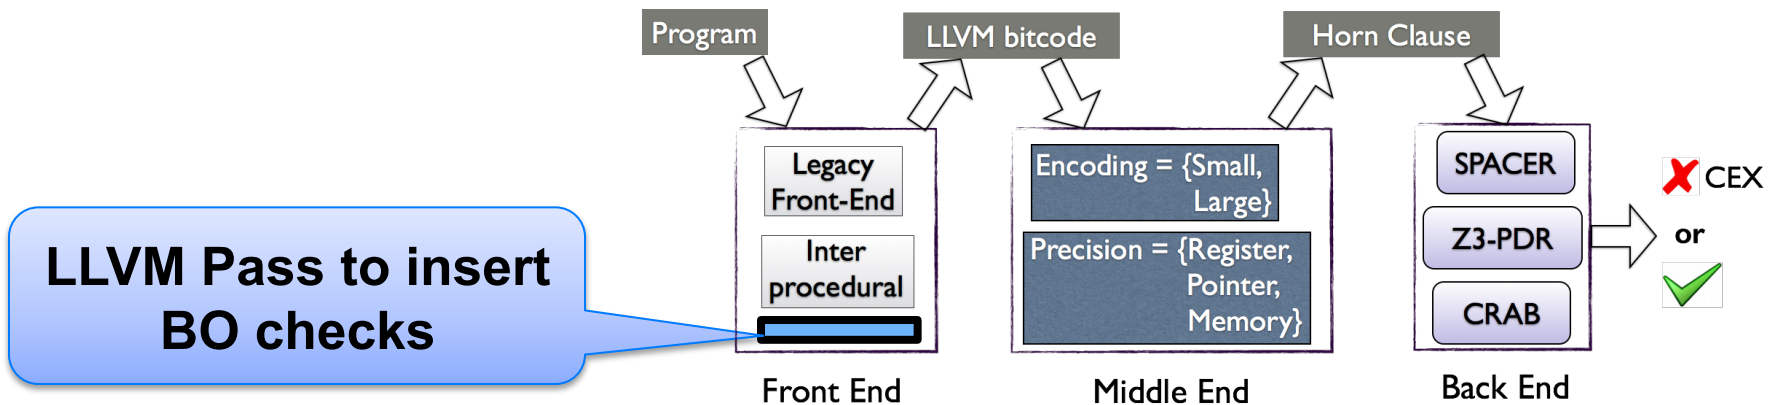 Program
LLVM bitcode
Horn Clause
Legacy
Front-End
Inter
procedural
LLVM Pass to insert
BO checks
Front End
Encoding = {Small,
Large}
Precision = {Register,
Pointer,
Memory}
Middle End
SPACER
Z3-PDR
CRAB
Back End
CEX
or